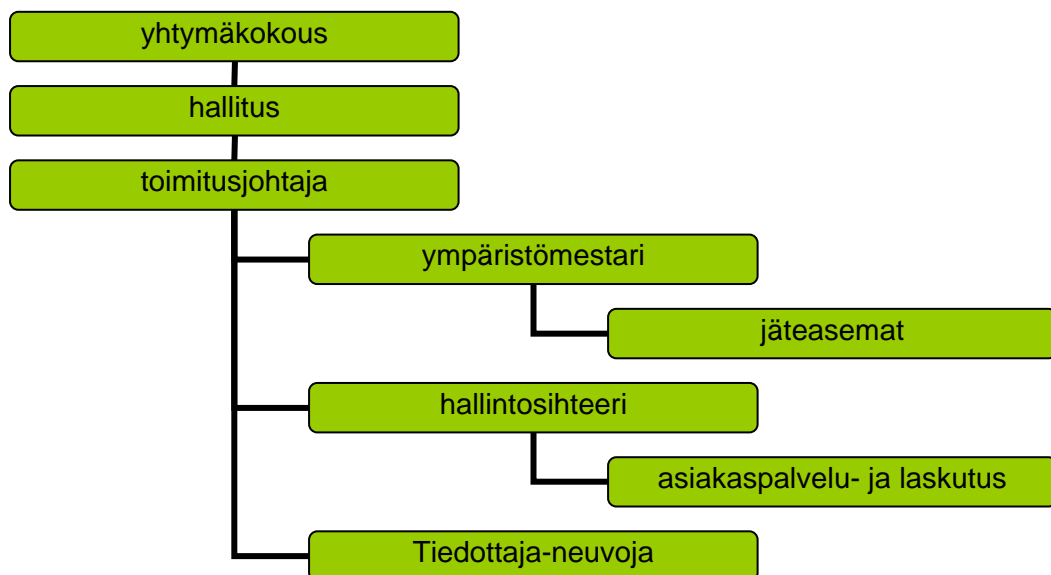 yhtymäkokous
hallitus
toimitusjohtaja
ympäristömestari
jäteasemat
hallintosihteeri
asiakaspalvelu- ja laskutus
Tiedottaja-neuvoja